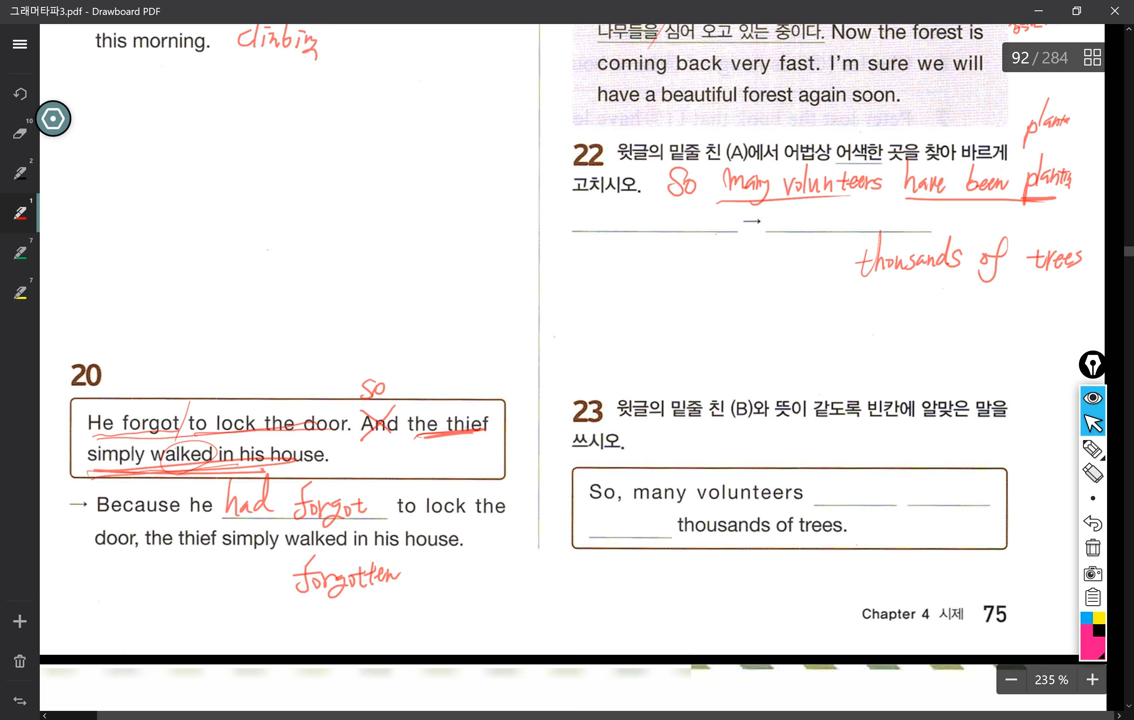 그래머타파3.pdf - Drawboard PDF
this morning. climbing
나무들을 심어 오고 있는 중이다. Now the forest is
coming back very fast. I'm sure we will
have a beautiful forest again soon.
92 / 284
22 윗글의 밑줄 친 (A)에서 어법상 어색한 곳을 찾아 바르게
고치시오. So many volunteers have been planting
→
thousands of trees
20
so
He forgot to lock the door. And the thief
simply walked in his house.
→ Because he had forgot to lock the
door, the thief simply walked in his house.
forgotten
23 윗글의 밑줄 친 (B)와 뜻이 같도록 빈칸에 알맞은 말을
쓰시오.
So, many volunteers
thousands of trees.
Chapter 4 시제 75
235 %
10
2
1
7
7